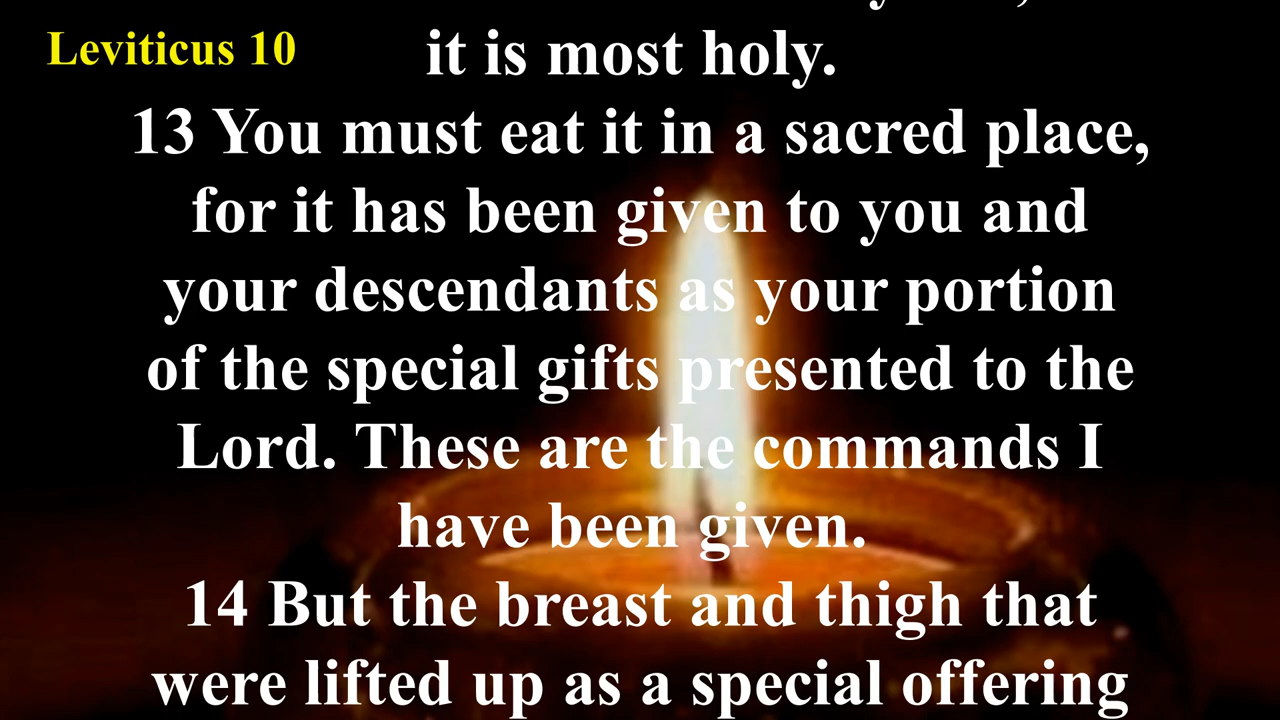 Leviticus 10
it is most holy.
13 You must eat it in a sacred place,
for it has been given to you and
your descendants as your portion
of the special gifts presented to the
Lord. These are the commands I
have been given.
14 But the breast and thigh that
were lifted up as a special offering